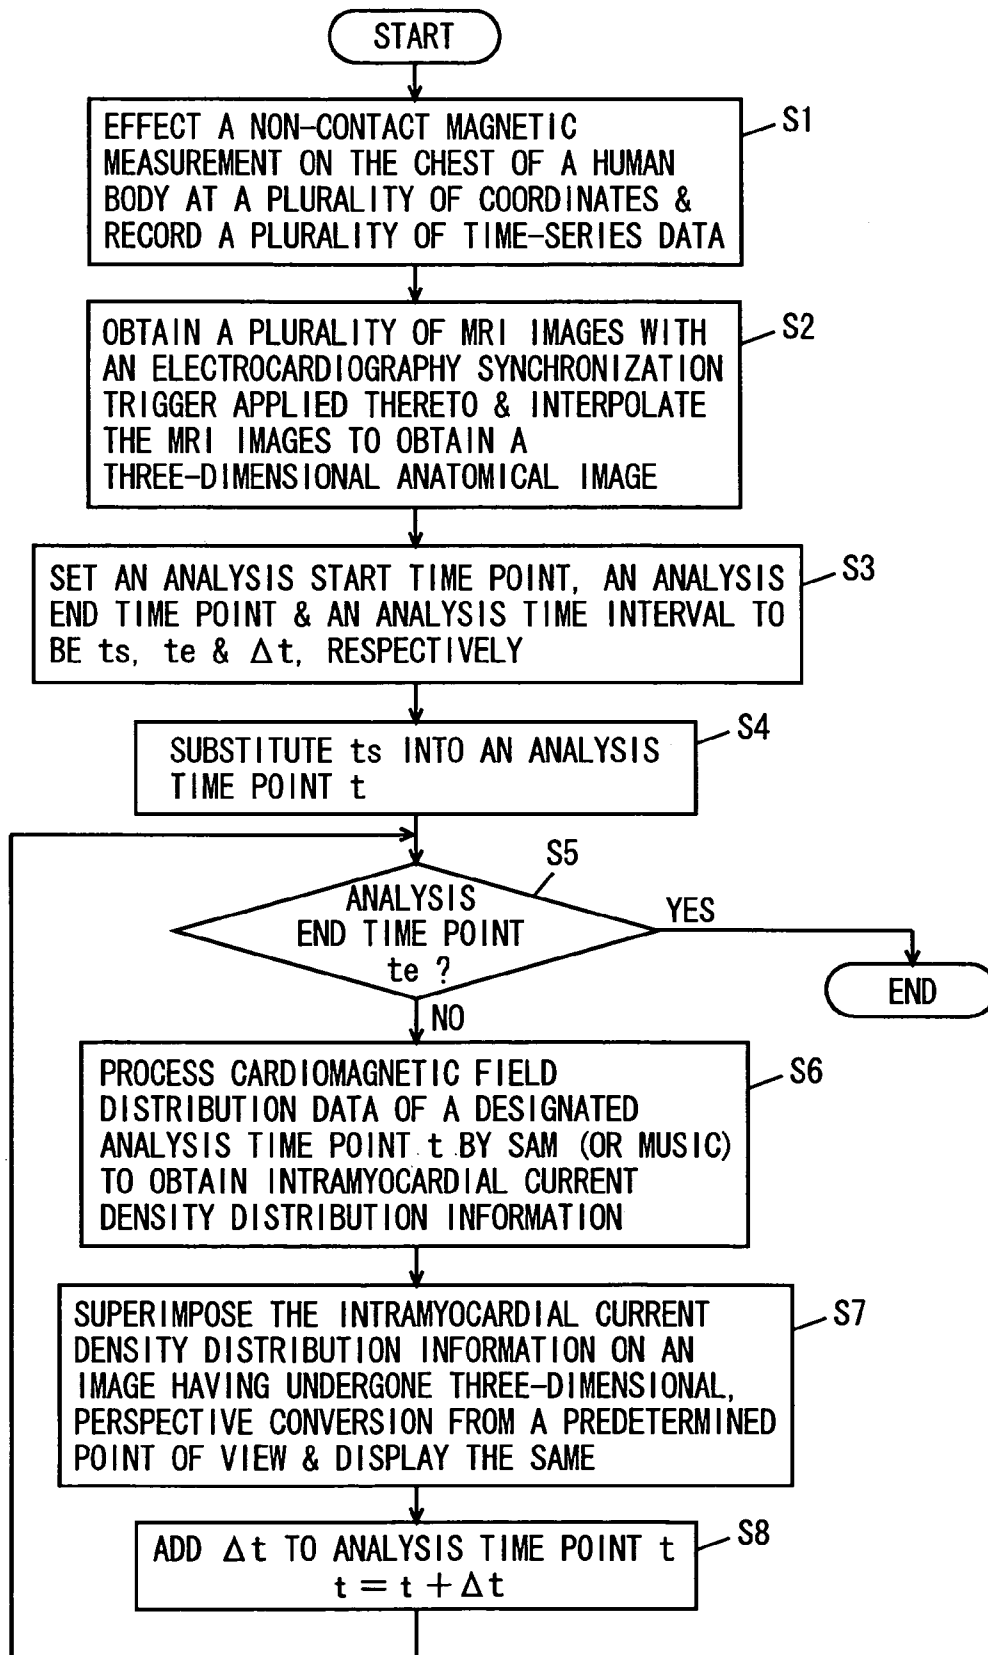 START
EFFECT A NON-CONTACT MAGNETIC
MEASUREMENT ON THE CHEST OF A HUMAN
BODY AT A PLURALITY OF COORDINATES &
RECORD A PLURALITY OF TIME-SERIES DATA
S1
OBTAIN A PLURALITY OF MRI IMAGES WITH
AN ELECTROCARDIOGRAPHY SYNCHRONIZATION
TRIGGER APPLIED THERETO & INTERPOLATE
THE MRI IMAGES TO OBTAIN A
THREE-DIMENSIONAL ANATOMICAL IMAGE
S2
SET AN ANALYSIS START TIME POINT, AN ANALYSIS
END TIME POINT & AN ANALYSIS TIME INTERVAL TO
BE ts, te & Δt, RESPECTIVELY
S3
SUBSTITUTE ts INTO AN ANALYSIS
TIME POINT t
S4
ANALYSIS
END TIME POINT
te ?
S5
YES
END
NO
PROCESS CARDIOMAGNETIC FIELD
DISTRIBUTION DATA OF A DESIGNATED
ANALYSIS TIME POINT t BY SAM (OR MUSIC)
TO OBTAIN INTRAMYOCARDIAL CURRENT
DENSITY DISTRIBUTION INFORMATION
S6
SUPERIMPOSE THE INTRAMYOCARDIAL CURRENT
DENSITY DISTRIBUTION INFORMATION ON AN
IMAGE HAVING UNDERGONE THREE-DIMENSIONAL,
PERSPECTIVE CONVERSION FROM A PREDETERMINED
POINT OF VIEW & DISPLAY THE SAME
S7
ADD Δt TO ANALYSIS TIME POINT t
t = t + Δt
S8